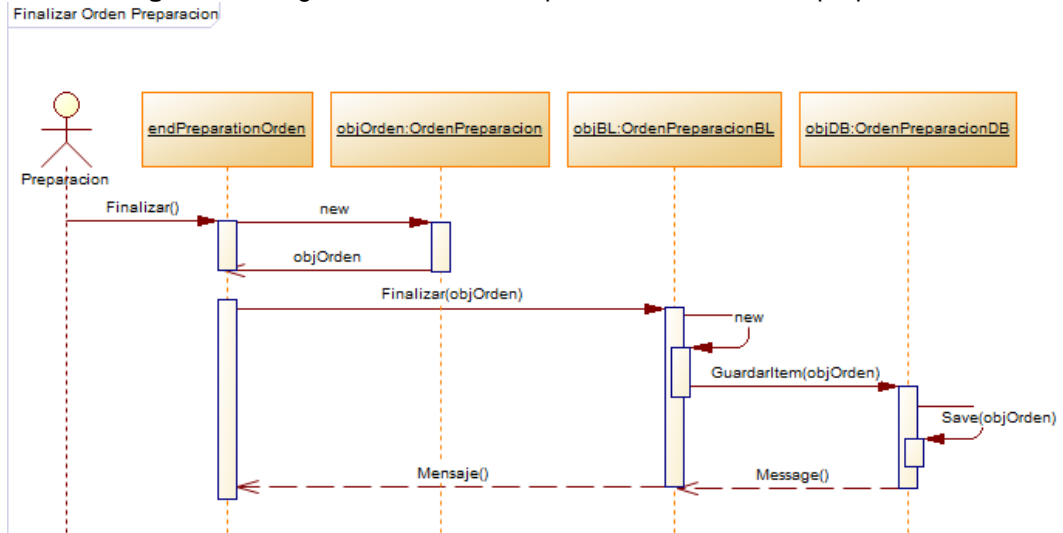 Finalizar Orden Preparacion
endPreparationOrden
objOrden:OrdenPreparacion
objBL:OrdenPreparacionBL
objDB:OrdenPreparacionDB
Preparacion
Finalizar()
new
objOrden
Finalizar(objOrden)
new
GuardarItem(objOrden)
Save(objOrden)
Mensaje()
Message()